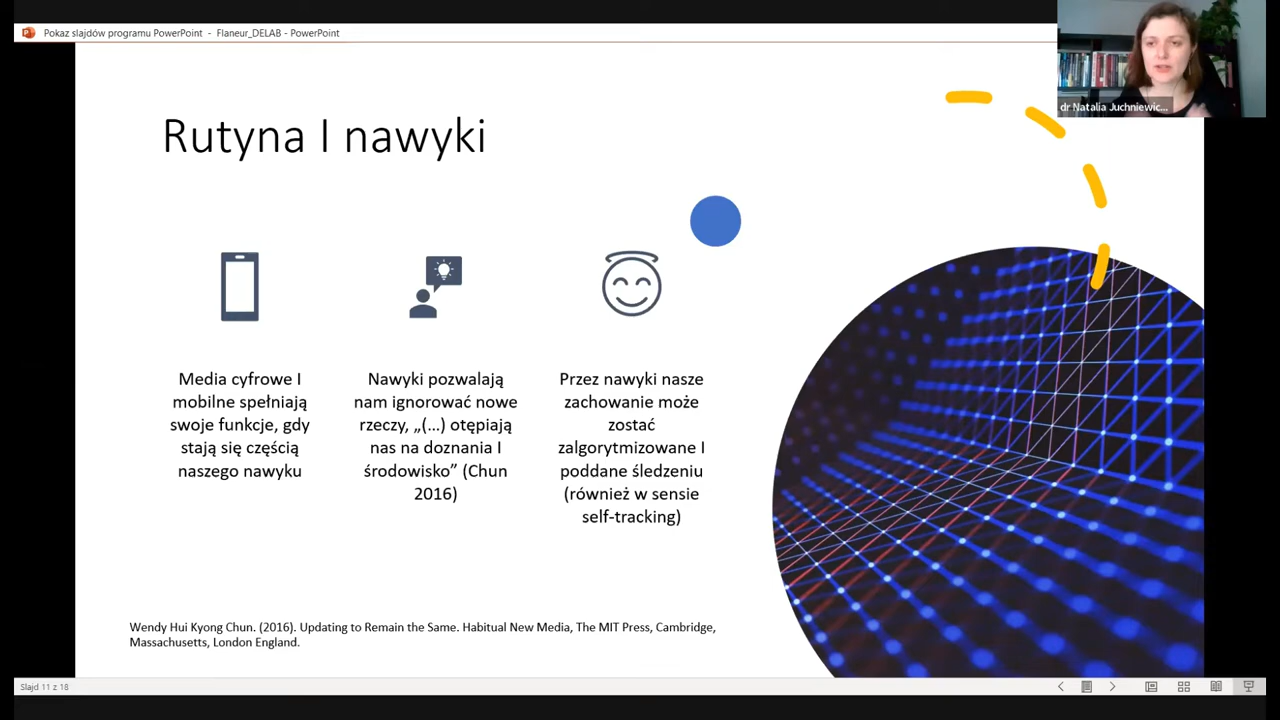 Pokaz slajdów programu PowerPoint - Flaneur_DELAB - PowerPoint
dr Natalia Juchniewic...
Rutyna I nawyki
Media cyfrowe I
mobilne spełniają
swoje funkcje, gdy
stają się częścią
naszego nawyku
Nawyki pozwalają
nam ignorować nowe
rzeczy, „(...) otępiają
nas na doznania I
środowisko” (Chun
2016)
Przez nawyki nasze
zachowanie może
zostać
zalgorytmizowane I
poddane śledzeniu
(również w sensie
self-tracking)
Wendy Hui Kyong Chun. (2016). Updating to Remain the Same. Habitual New Media, The MIT Press, Cambridge,
Massachusetts, London England.
Slajd 11 z 18